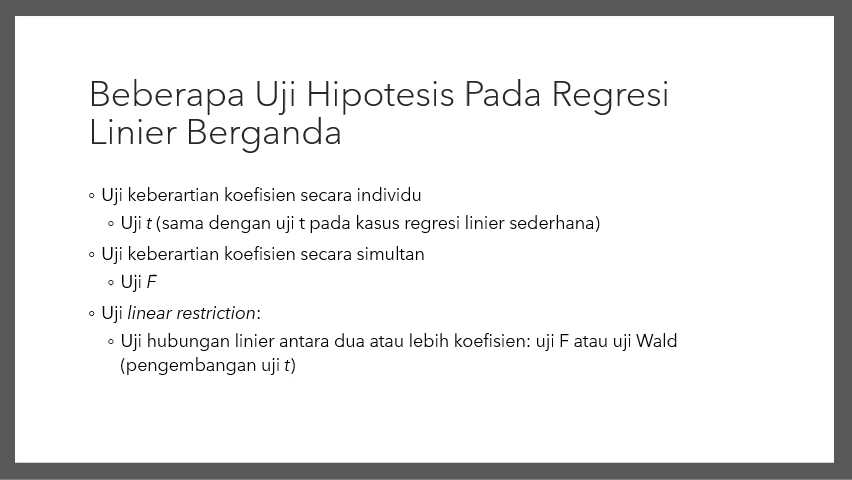 Beberapa Uji Hipotesis Pada Regresi
Linier Berganda
◦ Uji keberartian koefisien secara individu
◦ Uji t (sama dengan uji t pada kasus regresi linier sederhana)
◦ Uji keberartian koefisien secara simultan
◦ Uji F
◦ Uji linear restriction:
◦ Uji hubungan linier antara dua atau lebih koefisien: uji F atau uji Wald
(pengembangan uji t)